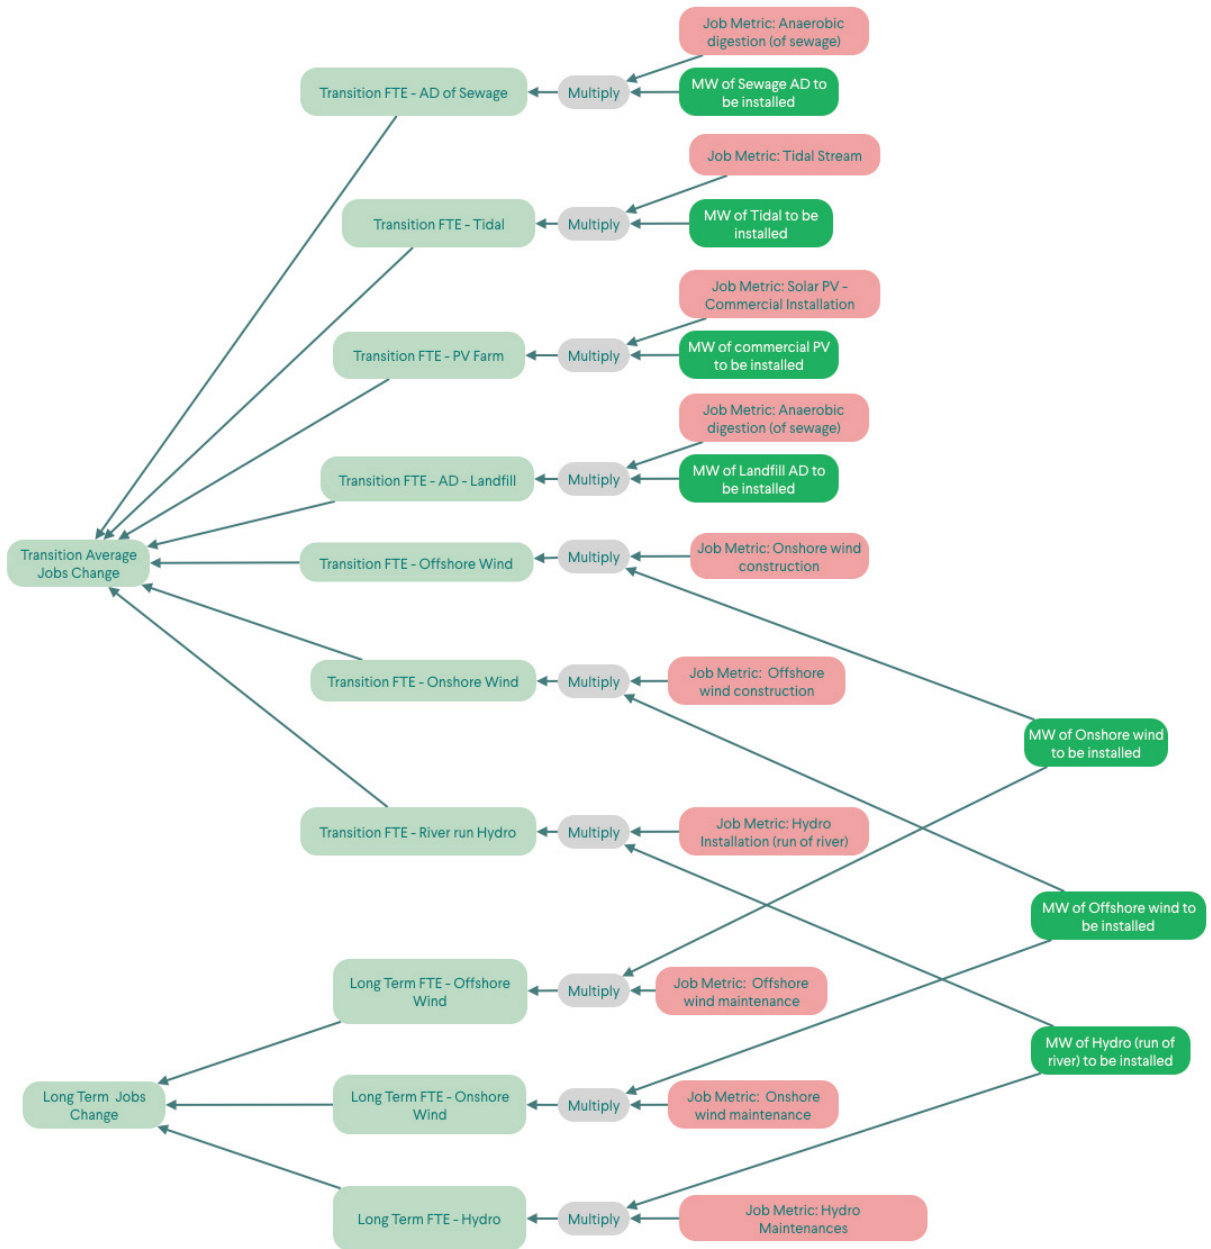 Job Metric: Anaerobic
digestion (of sewage)
Transition FTE - AD of Sewage
Multiply
MW of Sewage AD to
be installed
Job Metric: Tidal Stream
Transition FTE - Tidal
Multiply
MW of Tidal to be
installed
Job Metric: Solar PV -
Commercial Installation
Transition FTE - PV Farm
Multiply
MW of commercial PV
to be installed
Job Metric: Anaerobic
digestion (of sewage)
Transition FTE - AD - Landfill
Multiply
MW of Landfill AD to
be installed
Transition Average
Jobs Change
Transition FTE - Offshore Wind
Multiply
Job Metric: Onshore wind
construction
Transition FTE - Onshore Wind
Multiply
Job Metric: Offshore
wind construction
MW of Onshore wind
to be installed
Transition FTE - River run Hydro
Multiply
Job Metric: Hydro
Installation (run of river)
MW of Offshore wind to
be installed
Long Term FTE - Offshore
Wind
Multiply
Job Metric: Offshore
wind maintenance
MW of Hydro (run of
river) to be installed
Long Term Jobs
Change
Long Term FTE - Onshore
Wind
Multiply
Job Metric: Onshore
wind maintenance
Long Term FTE - Hydro
Multiply
Job Metric: Hydro
Maintenances